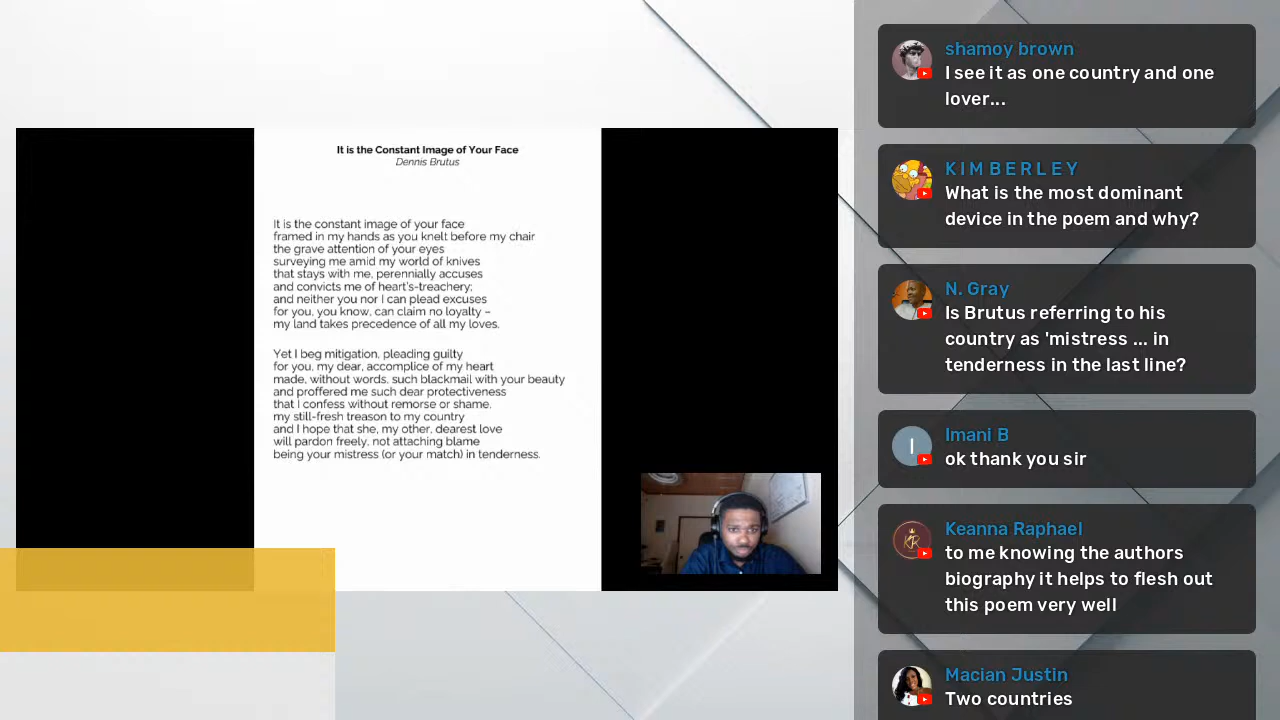 It is the Constant Image of Your Face
Dennis Brutus
It is the constant image of your face
framed in my hands as you knelt before my chair
the grave attention of your eyes
surveying me amid my world of knives
that stays with me, perennially accuses
and convicts me of heart's-treachery;
and neither you nor I can plead excuses
for you, you know, can claim no loyalty –
my land takes precedence of all my loves.
Yet I beg mitigation, pleading guilty
for you, my dear, accomplice of my heart
made, without words, such blackmail with your beauty
and proffered me such dear protectiveness
that I confess without remorse or shame,
my still-fresh treason to my country
and I hope that she, my other, dearest love
will pardon freely, not attaching blame
being your mistress (or your match) in tenderness.
shamoy brown
I see it as one country and one
lover...
K I M B E R L E Y
What is the most dominant
device in the poem and why?
N. Gray
Is Brutus referring to his
country as 'mistress ... in
tenderness in the last line?
I
Imani B
ok thank you sir
KR
Keanna Raphael
to me knowing the authors
biography it helps to flesh out
this poem very well
Macian Justin
Two countries